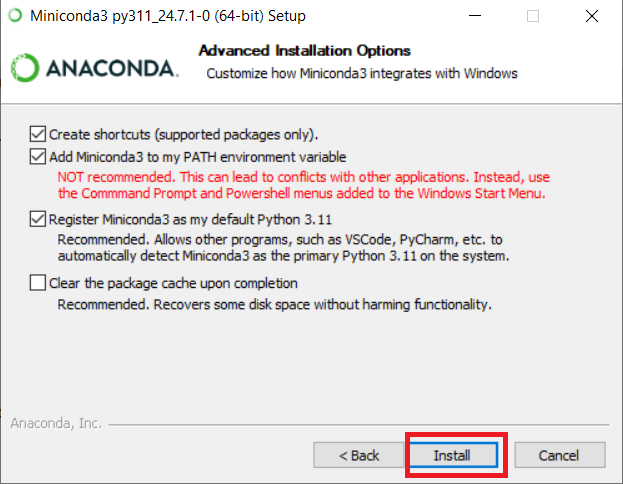 Miniconda3 py311_24.7.1-0 (64-bit) Setup
Advanced Installation Options
Customize how Miniconda3 integrates with Windows
ANACONDA.
Create shortcuts (supported packages only).
Add Miniconda3 to my PATH environment variable
NOT recommended. This can lead to conflicts with other applications. Instead, use
the Commmand Prompt and Powershell menus added to the Windows Start Menu.
Register Miniconda3 as my default Python 3.11
Recommended. Allows other programs, such as VSCode, PyCharm, etc. to
automatically detect Miniconda3 as the primary Python 3.11 on the system.
Clear the package cache upon completion
Recommended. Recovers some disk space without harming functionality.
Anaconda, Inc.
< Back
Install
Cancel